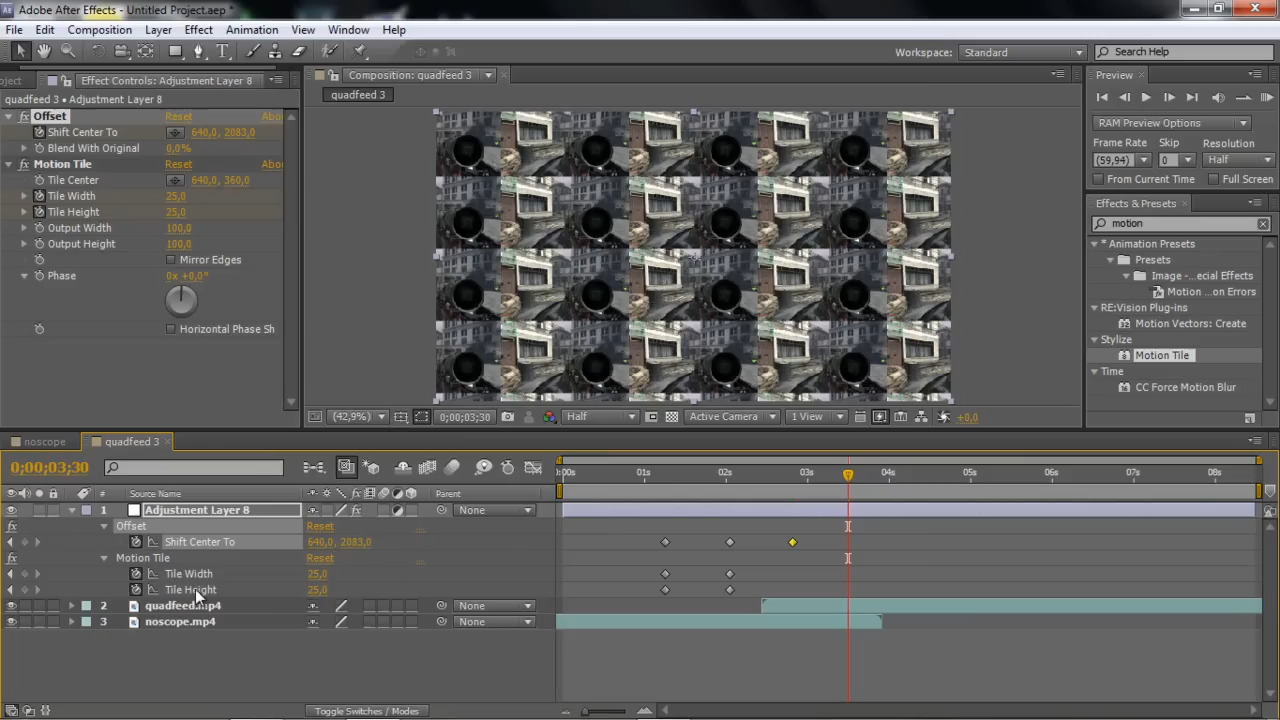 Adobe After Effects - Untitled Project.aep *
File Edit Composition Layer Effect Animation View Window Help
Workspace: Standard Search Help
oject Effect Controls: Adjustment Layer 8
quadfeed 3 • Adjustment Layer 8
fx Offset Reset Abo
Shift Center To 640,0, 2083,0
Blend With Original 0,0%
fx Motion Tile Reset Abo
Tile Center 640,0, 360,0
Tile Width 25,0
Tile Height 25,0
Output Width 100,0
Output Height 100,0
Mirror Edges
Phase 0x +0,0°
Horizontal Phase Sh
Composition: quadfeed 3
quadfeed 3
(42,9%) 0;00;03;30 Half Active Camera 1 View +0,0
Preview
RAM Preview Options
Frame Rate Skip Resolution
(59,94) 0 Half
From Current Time Full Screen
Effects & Presets
motion
* Animation Presets
Presets
Image -...ecial Effects
Motion ...on Errors
RE:Vision Plug-ins
Motion Vectors: Create
Stylize
Motion Tile
Time
CC Force Motion Blur
noscope quadfeed 3
0;00;03;30
# Source Name Parent
:00s 01s 02s 03s 04s 05s 06s 07s 08s
1 Adjustment Layer 8 None
fx Offset Reset ...
Shift Center To 640,0, 2083,0
fx Motion Tile Reset ...
Tile Width 25,0
Tile Height 25,0
2 quadfeed.mp4 None
3 noscope.mp4 None
Toggle Switches / Modes